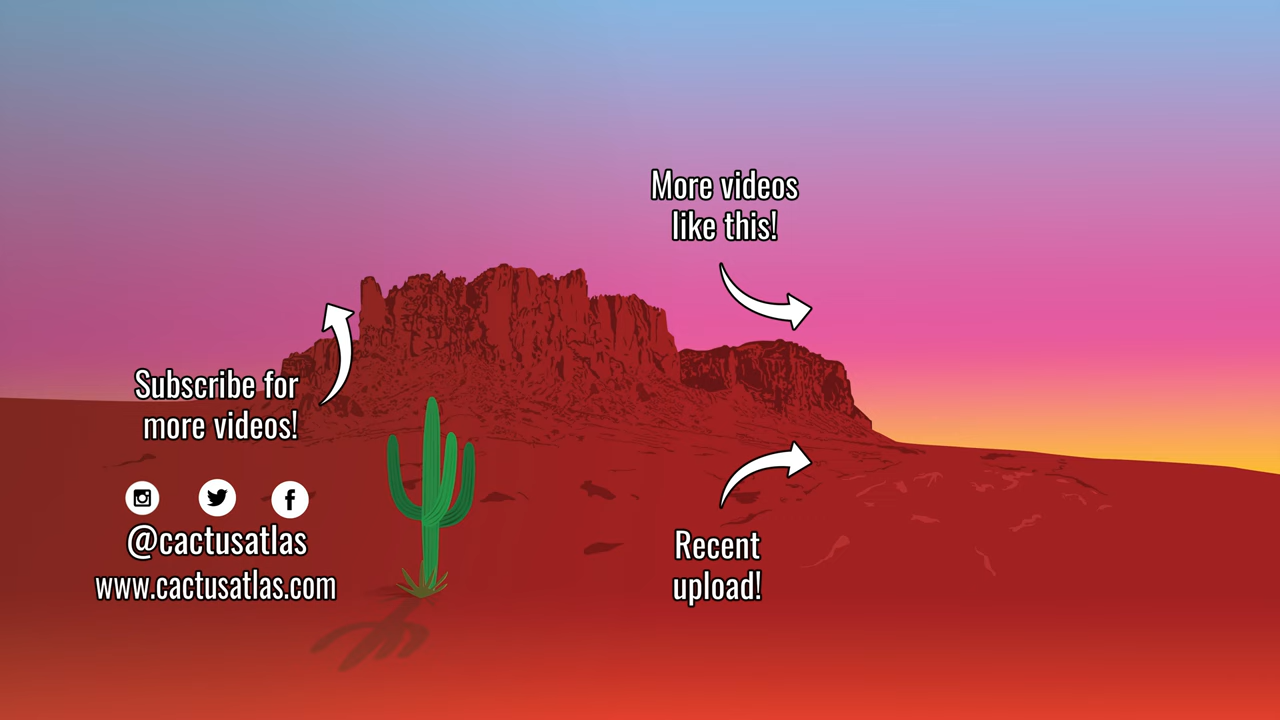 More videos
like this!
Subscribe for
more videos!
@cactusatlas
www.cactusatlas.com
Recent
upload!